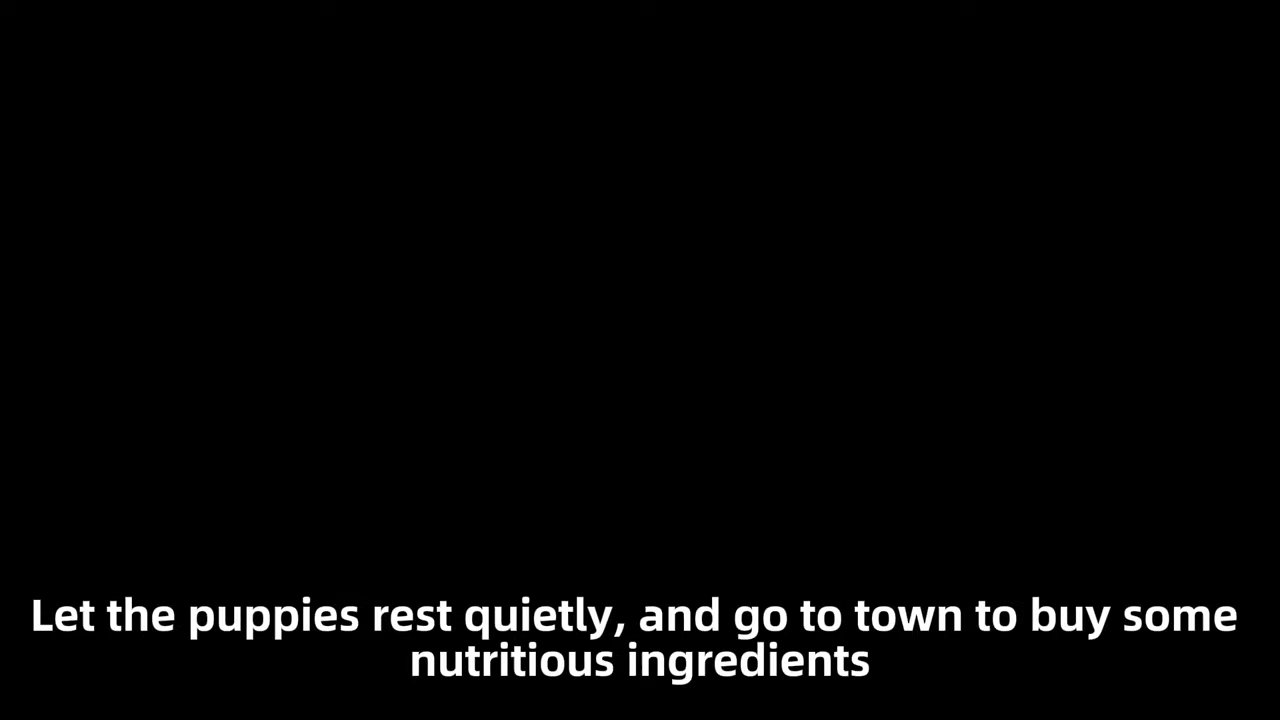 Let the puppies rest quietly, and go to town to buy some
nutritious ingredients